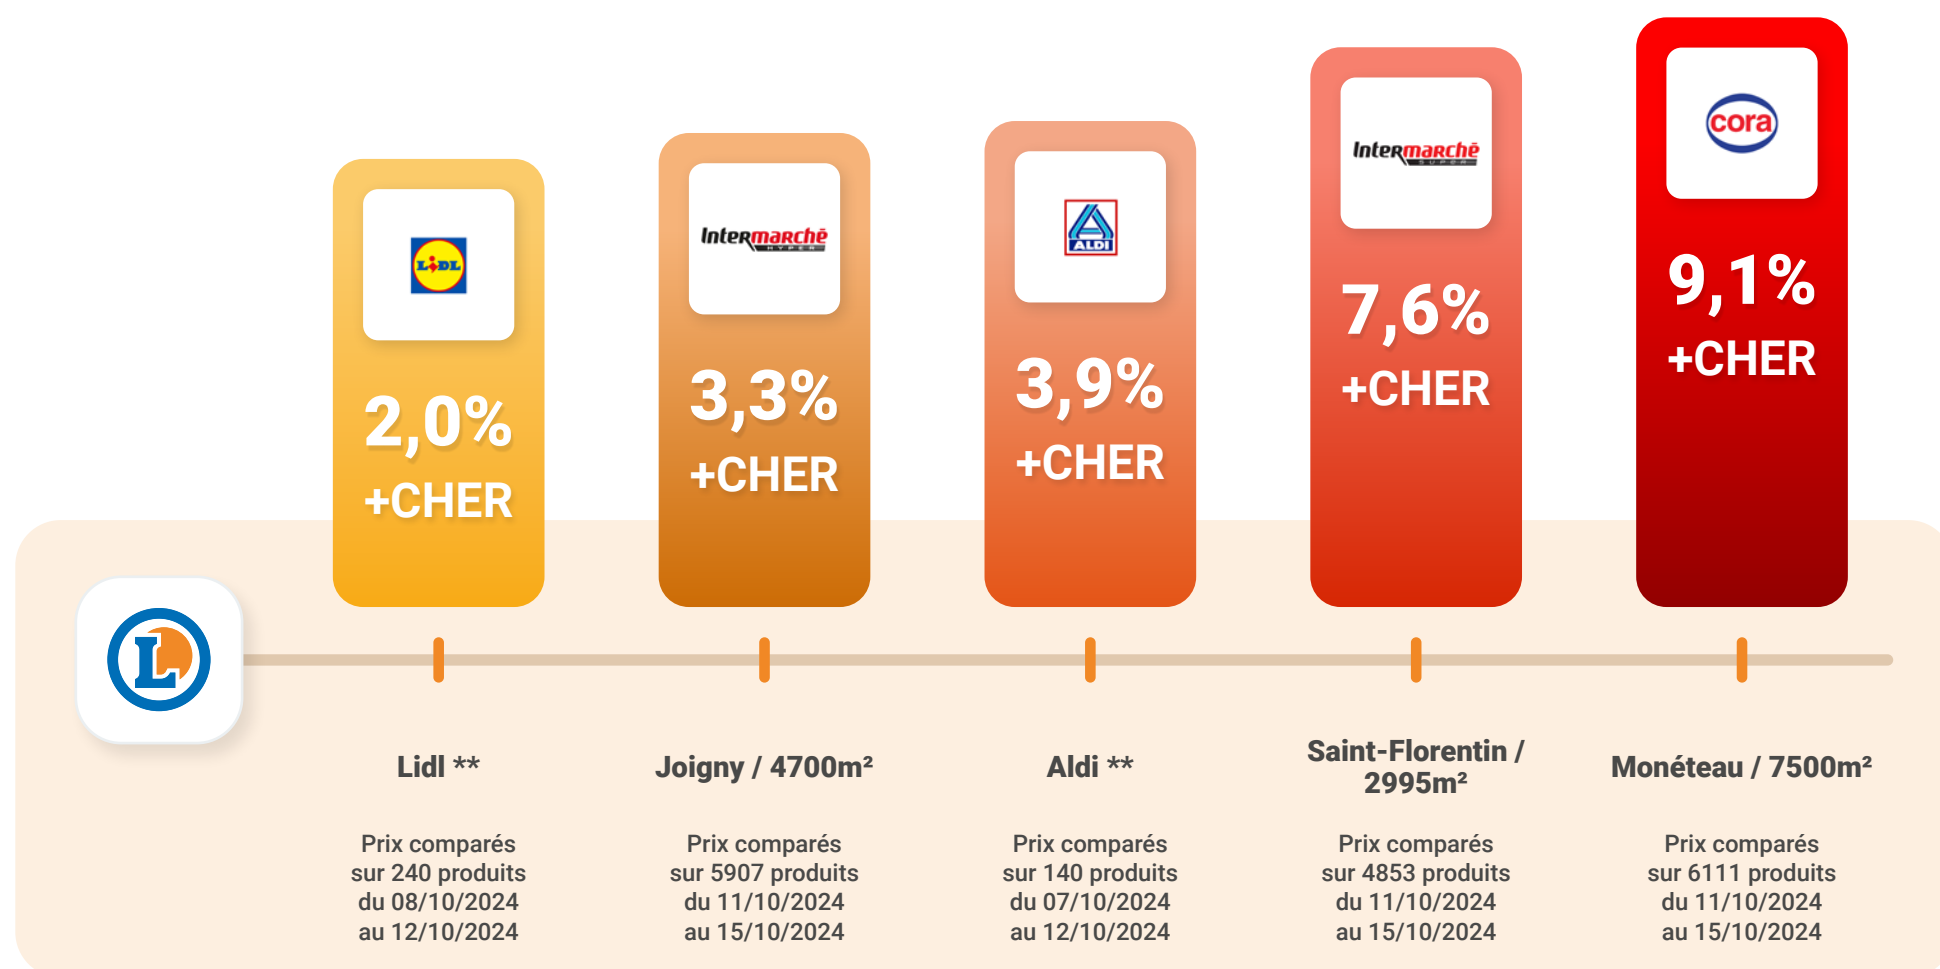 LIDL
2,0%
+CHER
Intermarchē
HYPER
3,3%
+CHER
ALDI
3,9%
+CHER
Intermarchē
SUPER
7,6%
+CHER
cora
9,1%
+CHER
L
Lidl **
Prix comparés
sur 240 produits
du 08/10/2024
au 12/10/2024
Joigny / 4700m²
Prix comparés
sur 5907 produits
du 11/10/2024
au 15/10/2024
Aldi **
Prix comparés
sur 140 produits
du 07/10/2024
au 12/10/2024
Saint-Florentin /
2995m²
Prix comparés
sur 4853 produits
du 11/10/2024
au 15/10/2024
Monéteau / 7500m²
Prix comparés
sur 6111 produits
du 11/10/2024
au 15/10/2024